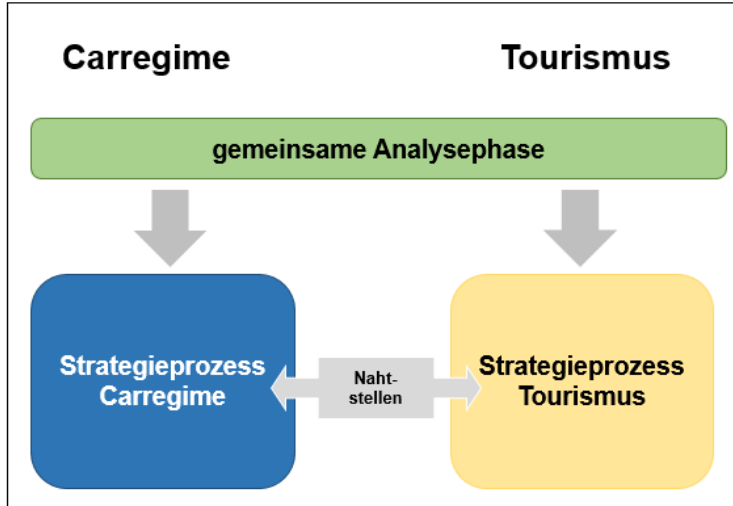 Carregime
Tourismus
gemeinsame Analysephase
Strategieprozess
Carregime
Naht-
stellen
Strategieprozess
Tourismus